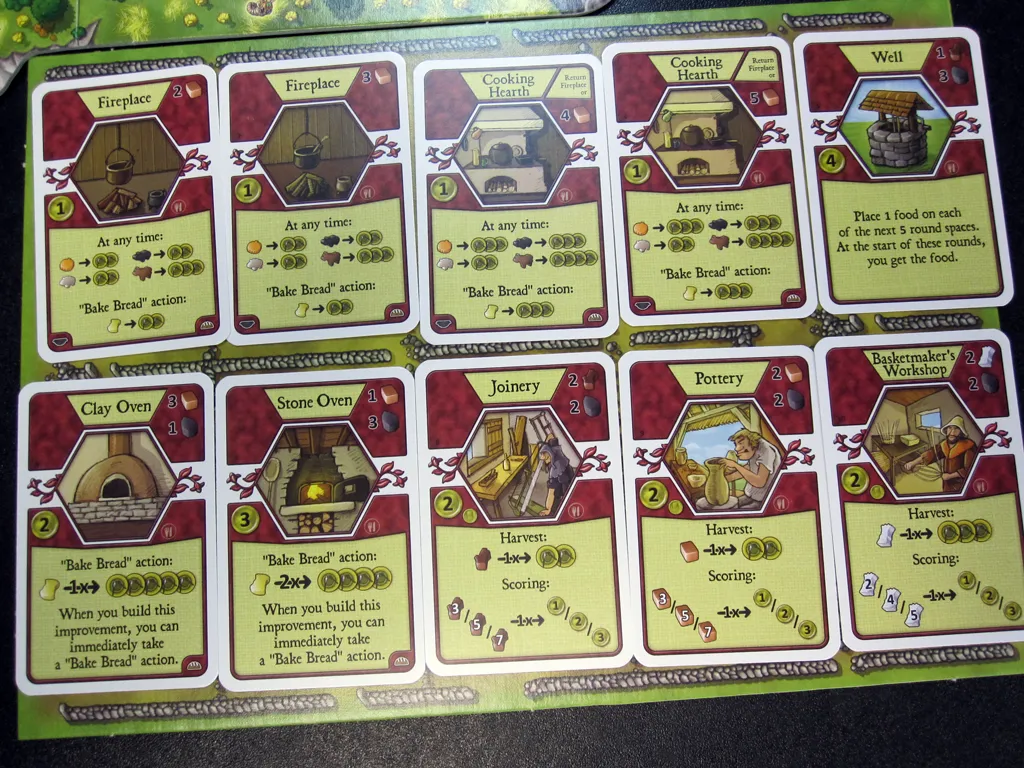 Fireplace 2
1
At any time:
"Bake Bread" action:
Fireplace 3
1
At any time:
"Bake Bread" action:
Cooking
Hearth
Return
Fireplace
or
4
1
At any time:
"Bake Bread" action:
Cooking
Hearth
Return
Fireplace
or
5
1
At any time:
"Bake Bread" action:
Well
1
3
4
Place 1 food on each
of the next 5 round spaces.
At the start of these rounds,
you get the food.
Clay Oven
3
1
2
"Bake Bread" action:
1x
When you build this
improvement, you can
immediately take
a "Bake Bread" action.
Stone Oven
1
3
3
"Bake Bread" action:
2x
When you build this
improvement, you can
immediately take
a "Bake Bread" action.
Joinery
2
2
2
Harvest:
1x
Scoring:
3 / 5 / 7 1x 1 / 2 / 3
Pottery
2
2
2
Harvest:
1x
Scoring:
3 / 5 / 7 1x 1 / 2 / 3
Basketmaker's
Workshop
2
2
2
Harvest:
1x
Scoring:
2 / 4 / 5 1x 1 / 2 / 3